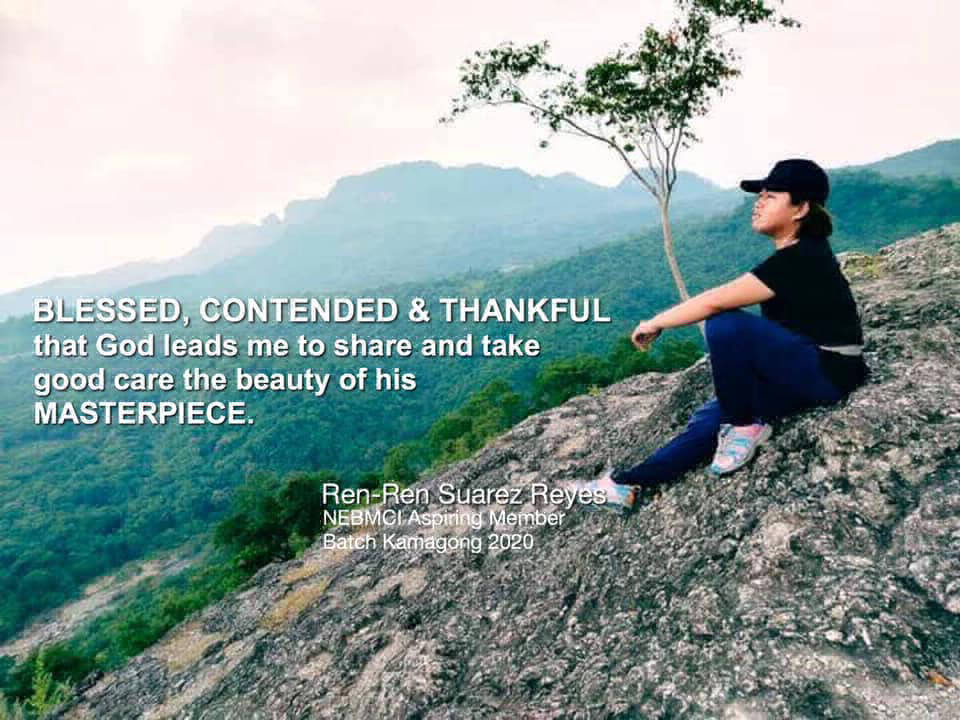 BLESSED, CONTENDED & THANKFUL
that God leads me to share and take
good care the beauty of his
MASTERPIECE.
Ren-Ren Suarez Reyes
NEBMCI Aspiring Member
Batch Kamagong 2020